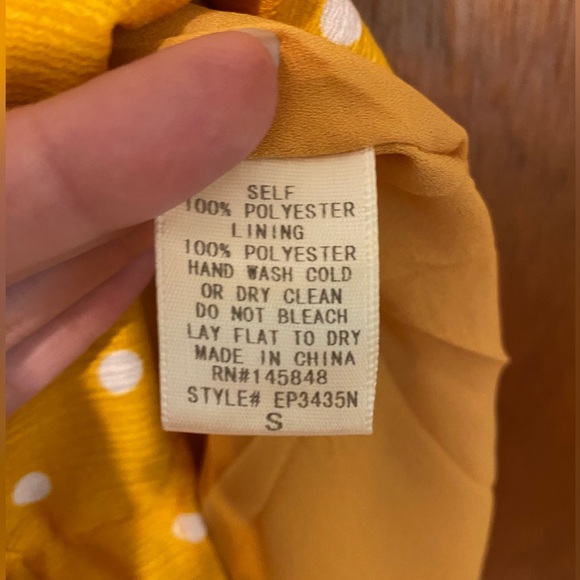 SELF
100% POLYESTER
LINING
100% POLYESTER
HAND WASH COLD
OR DRY CLEAN
DO NOT BLEACH
LAY FLAT TO DRY
MADE IN CHINA
RN#145848
STYLE# EP3435N
S